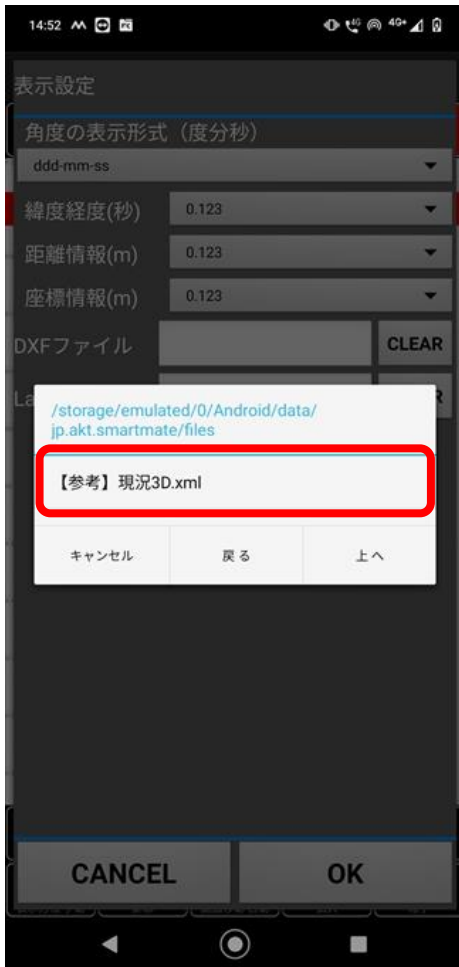 14:52
4G
4G+
表示設定
角度の表示形式（度分秒）
ddd-mm-ss
緯度経度(秒) 0.123
距離情報(m) 0.123
座標情報(m) 0.123
DXFファイル CLEAR
La
/storage/emulated/0/Android/data/
jp.akt.smartmate/files
【参考】現況3D.xml
キャンセル 戻る 上へ
CANCEL OK